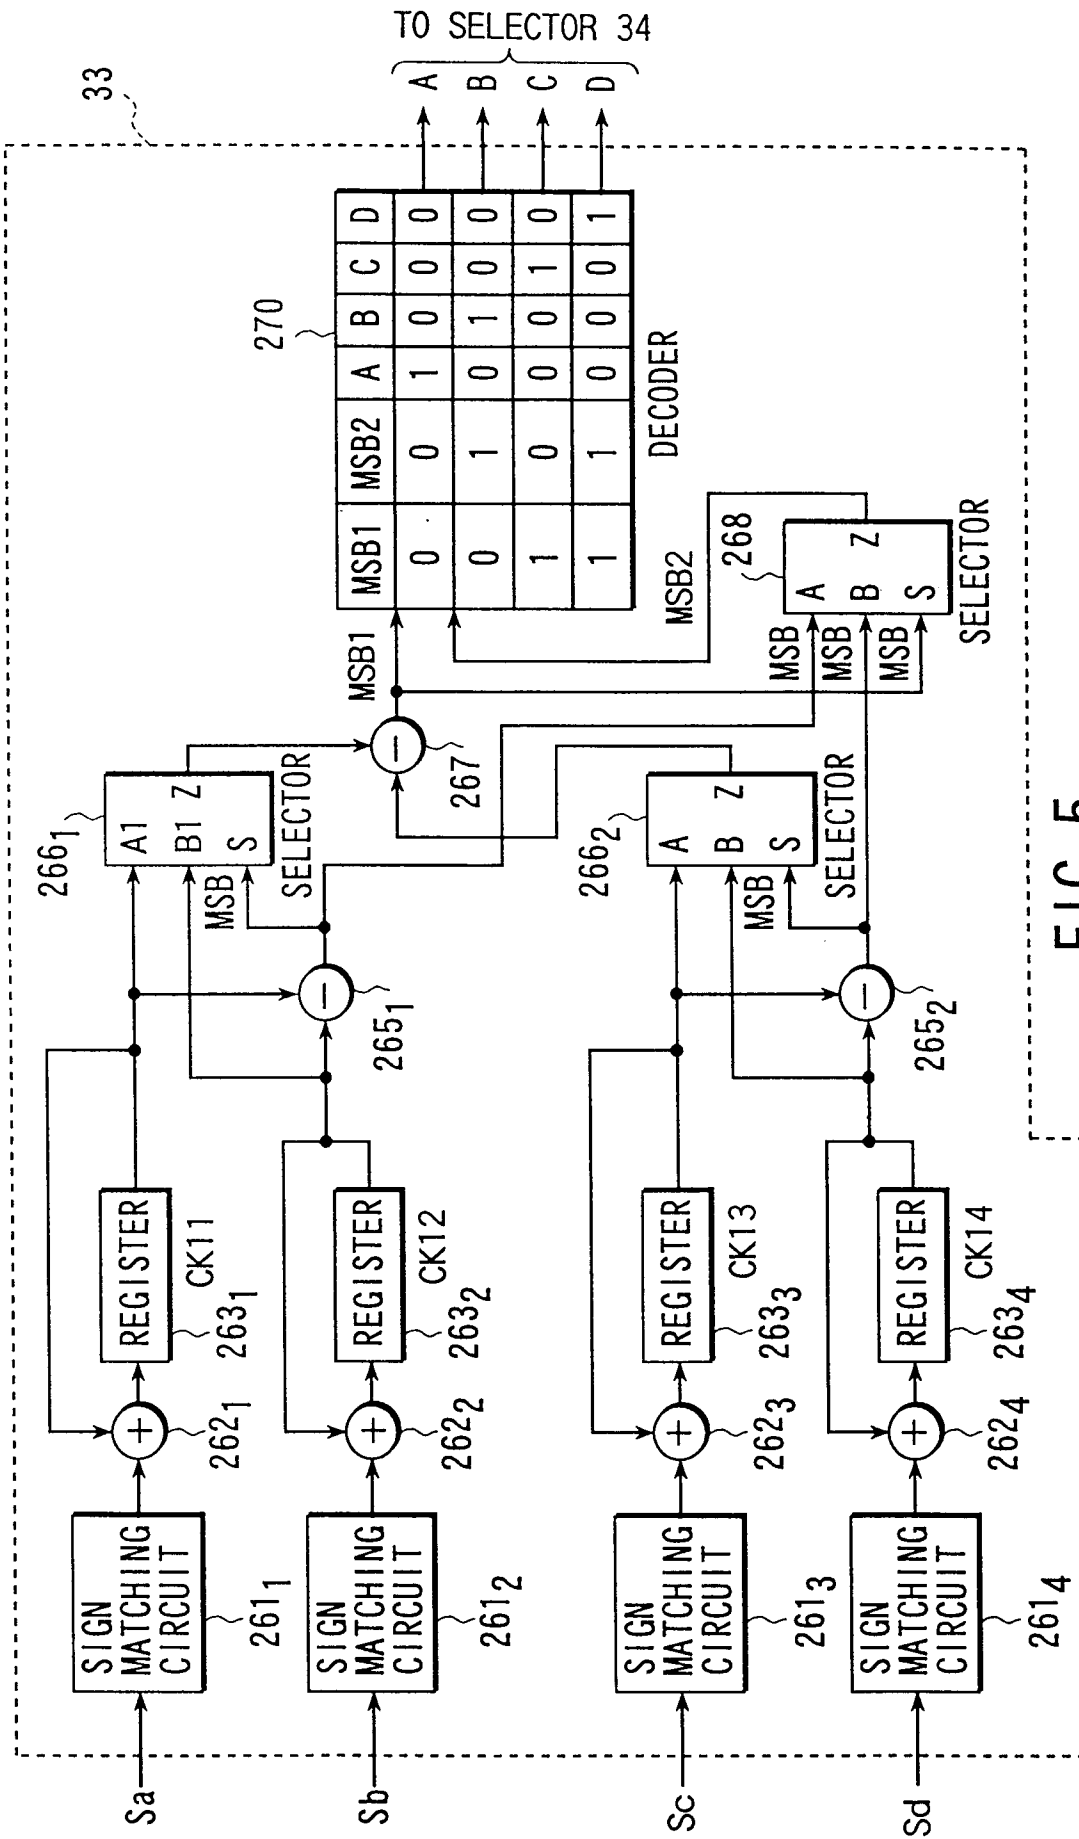 33
TO SELECTOR 34
A
B
C
D
Sa
SIGN
MATCHING
CIRCUIT
261₁
+
262₁
REGISTER
263₁
CK11
266₁
A1
B1
S
Z
MSB
SELECTOR
Sb
SIGN
MATCHING
CIRCUIT
261₂
+
262₂
REGISTER
263₂
CK12
−
265₁
−
267
MSB1
270
MSB1 MSB2 A B C D
0 0 1 0 0 0
0 1 0 1 0 0
1 0 0 0 1 0
1 1 0 0 0 1
DECODER
MSB2
Sc
SIGN
MATCHING
CIRCUIT
261₃
+
262₃
REGISTER
263₃
CK13
266₂
A
B
S
Z
MSB
SELECTOR
Sd
SIGN
MATCHING
CIRCUIT
261₄
+
262₄
REGISTER
263₄
CK14
−
265₂
MSB
MSB
MSB
268
A
B
S
Z
SELECTOR